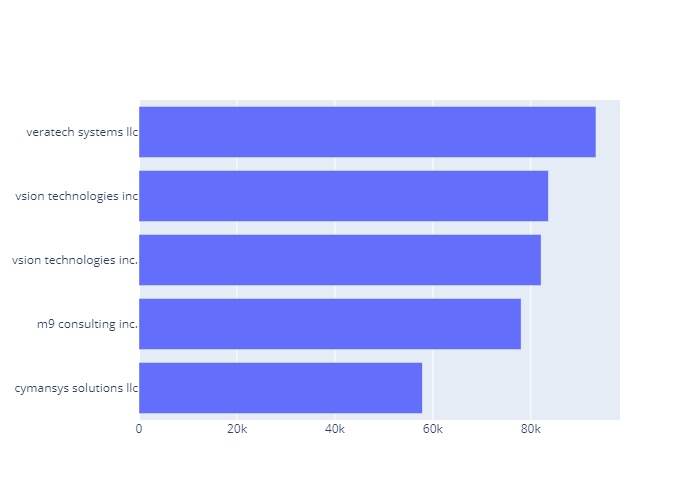 veratech systems llc
vsion technologies inc
vsion technologies inc.
m9 consulting inc.
cymansys solutions llc
0 20k 40k 60k 80k